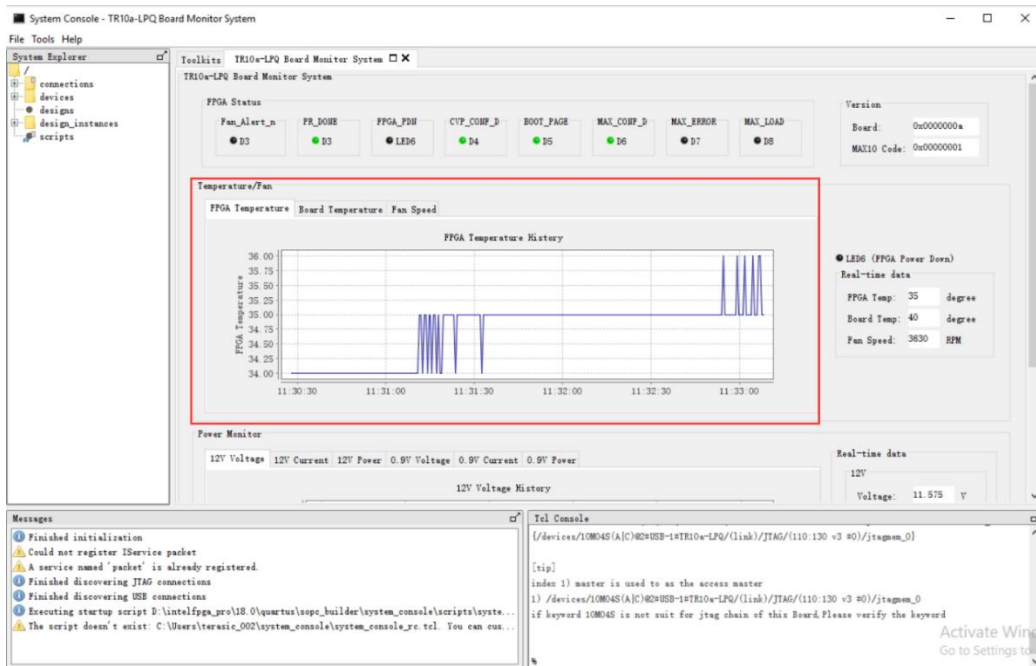 System Console - TR10a-LPQ Board Monitor System
File Tools Help
System Explorer
/
connections
devices
designs
design_instances
scripts
Toolkits TR10a-LPQ Board Monitor System
TR10a-LPQ Board Monitor System
FPGA Status
Fan_Alert_n PR_DONE FPGA_PDN CVP_CONF_D BOOT_PAGE MAX_CONF_D MAX_ERROR MAX_LOAD
D3 D3 LED6 D4 D5 D6 D7 D8
Version
Board: 0x0000000a
MAX10 Code: 0x00000001
Temperature/Fan
FPGA Temperature Board Temperature Fan Speed
FPGA Temperature History
FPGA Temperature
36.00
35.75
35.50
35.25
35.00
34.75
34.50
34.25
34.00
11:30:30 11:31:00 11:31:30 11:32:00 11:32:30 11:33:00
LED6 (FPGA Power Down)
Real-time data
FPGA Temp: 35 degree
Board Temp: 40 degree
Fan Speed: 3630 RPM
Power Monitor
12V Voltage 12V Current 12V Power 0.9V Voltage 0.9V Current 0.9V Power
12V Voltage History
Real-time data
12V
Voltage: 11.575 V
Messages
Finished initialization
Could not register IService packet
A service named 'packet' is already registered.
Finished discovering JTAG connections
Finished discovering USB connections
Executing startup script D:\intelfpga_pro\18.0\quartus\sopc_builder\system_console\scripts\syste...
The script doesn't exist: C:\Users\terasic_002\system_console\system_console_rc.tcl. You can cus...
Tcl Console
{/devices/10M04S(A|C)@2#USB-1#TR10a-LPQ/(link)/JTAG/(110:130 v3 #0)/jtagmem_0}
[tip]
index 1) master is used to as the access master
1) /devices/10M04S(A|C)@2#USB-1#TR10a-LPQ/(link)/JTAG/(110:130 v3 #0)/jtagmem_0
if keyword 10M04S is not suit for jtag chain of this Board,Please verify the keyword
%
Activate Win
Go to Settings to